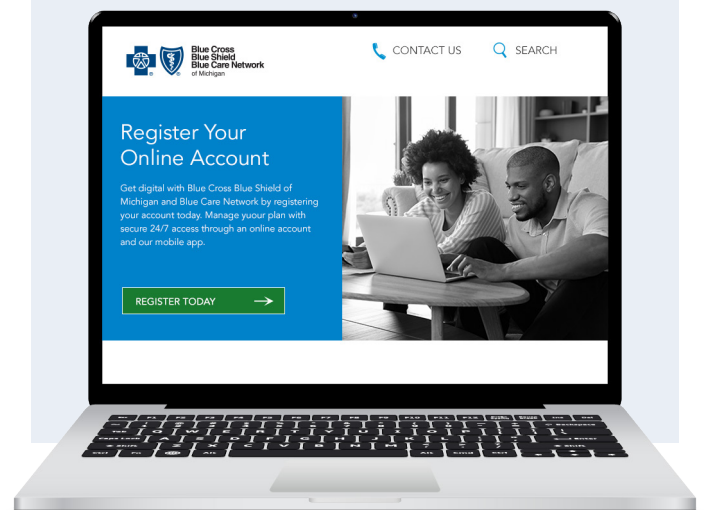 Blue Cross
Blue Shield
Blue Care Network
of Michigan
CONTACT US
SEARCH
Register Your
Online Account
Get digital with Blue Cross Blue Shield of
Michigan and Blue Care Network by registering
your account today. Manage yuour plan with
secure 24/7 access through an online account
and our mobile app.
REGISTER TODAY